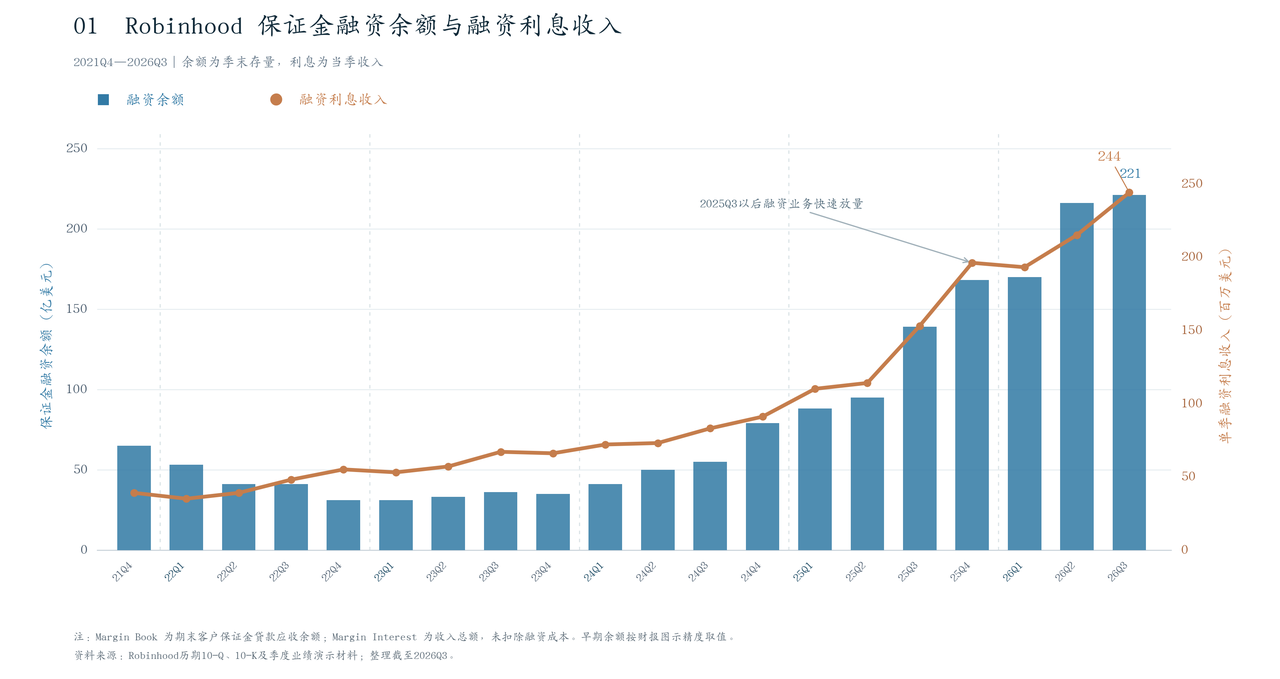 01 Robinhood 保证金融资余额与融资利息收入
2021Q4—2026Q3｜余额为季末存量，利息为当季收入
融资余额
融资利息收入
保证金融资余额（亿美元）
250
200
150
100
50
0
2025Q3以后融资业务快速放量
244
221
250
200
150
100
50
0
单季融资利息收入（百万美元）
21Q4
22Q1
22Q2
22Q3
22Q4
23Q1
23Q2
23Q3
23Q4
24Q1
24Q2
24Q3
24Q4
25Q1
25Q2
25Q3
25Q4
26Q1
26Q2
26Q3
注：Margin Book 为期末客户保证金贷款应收余额；Margin Interest 为收入总额，未扣除融资成本。早期余额按财报图示精度取值。
资料来源：Robinhood历期10-Q、10-K及季度业绩演示材料；整理截至2026Q3。